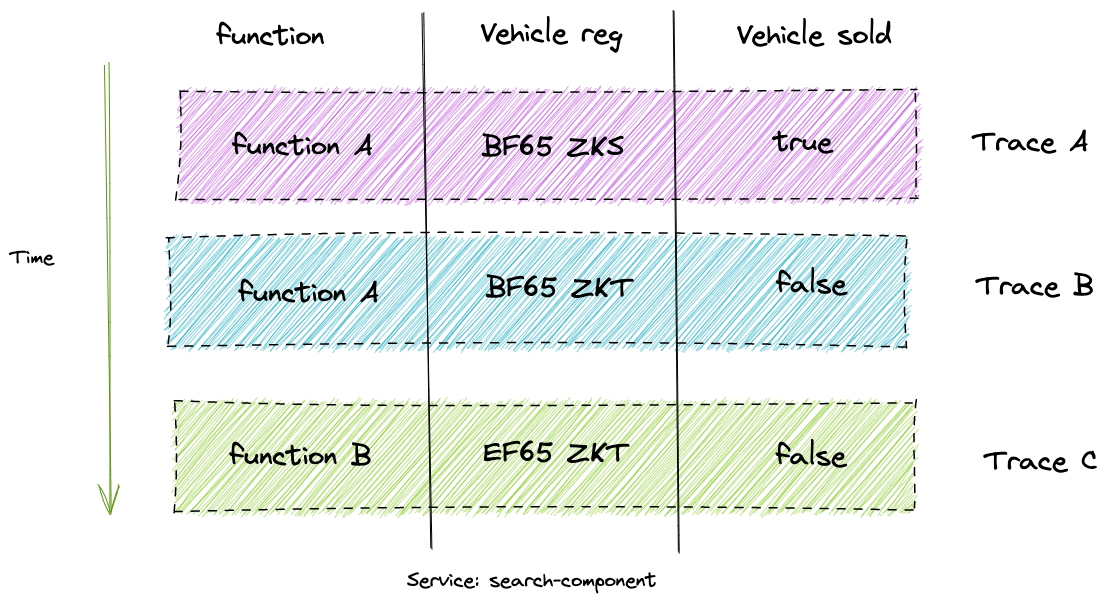 function Vehicle reg Vehicle sold
function A BF65 ZKS true Trace A
Time
function A BF65 ZKT false Trace B
function B EF65 ZKT false Trace C
Service: search-component